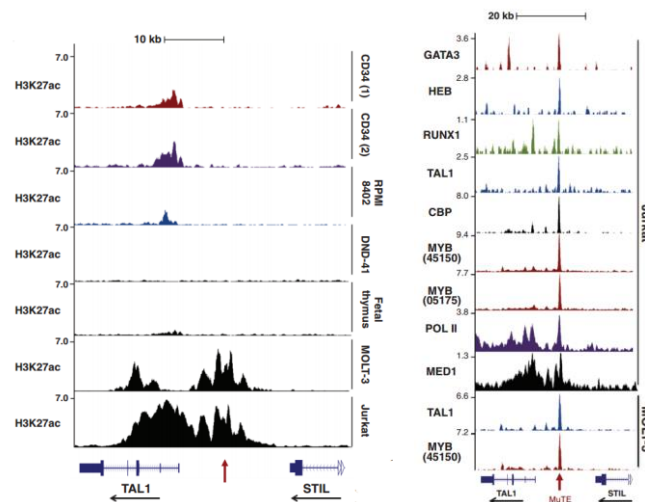 10 kb
7.0
H3K27ac
CD34 (1)
7.0
H3K27ac
CD34 (2)
7.0
H3K27ac
RPMI
8402
7.0
H3K27ac
DND-41
7.0
H3K27ac
Fetal
thymus
7.0
H3K27ac
MOLT-3
7.0
H3K27ac
Jurkat
TAL1
STIL
20 kb
3.6
GATA3
2.8
HEB
1.1
RUNX1
2.5
TAL1
8.0
CBP
9.4
MYB
(45150)
7.7
MYB
(05175)
3.8
POL II
1.3
MED1
6.6
TAL1
7.2
MYB
(45150)
TAL1
MuTE
STIL